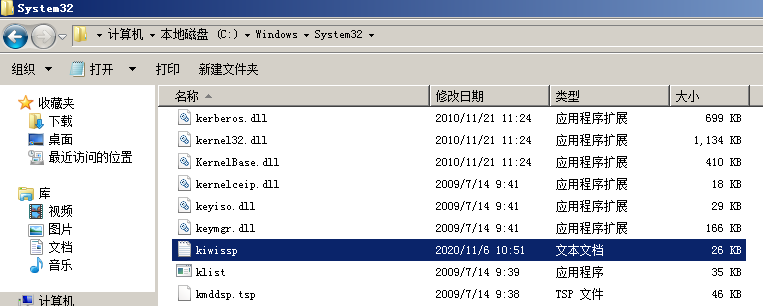 System32
计算机 本地磁盘 (C:) Windows System32
组织 打开 打印 新建文件夹
收藏夹
下载
桌面
最近访问的位置
库
视频
图片
文档
音乐
计算机
名称 修改日期 类型 大小
kerberos.dll 2010/11/21 11:24 应用程序扩展 699 KB
kernel32.dll 2010/11/21 11:24 应用程序扩展 1,134 KB
KernelBase.dll 2010/11/21 11:24 应用程序扩展 410 KB
kernelceip.dll 2009/7/14 9:41 应用程序扩展 18 KB
keyiso.dll 2009/7/14 9:41 应用程序扩展 29 KB
keymgr.dll 2009/7/14 9:41 应用程序扩展 166 KB
kiwissp 2020/11/6 10:51 文本文档 26 KB
klist 2009/7/14 9:39 应用程序 35 KB
kmddsp.tsp 2009/7/14 9:38 TSP 文件 46 KB